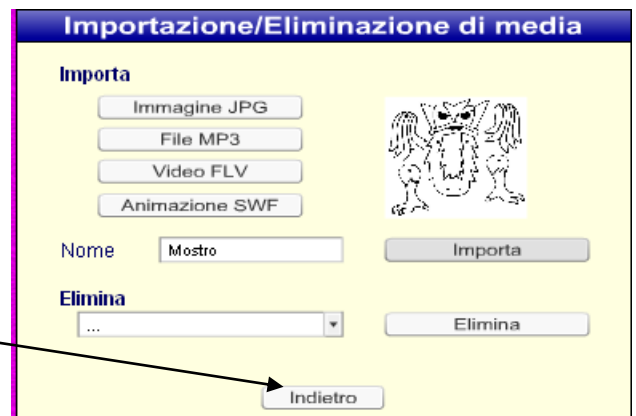 Importazione/Eliminazione di media
Importa
Immagine JPG
File MP3
Video FLV
Animazione SWF
Nome Mostro Importa
Elimina
... Elimina
Indietro